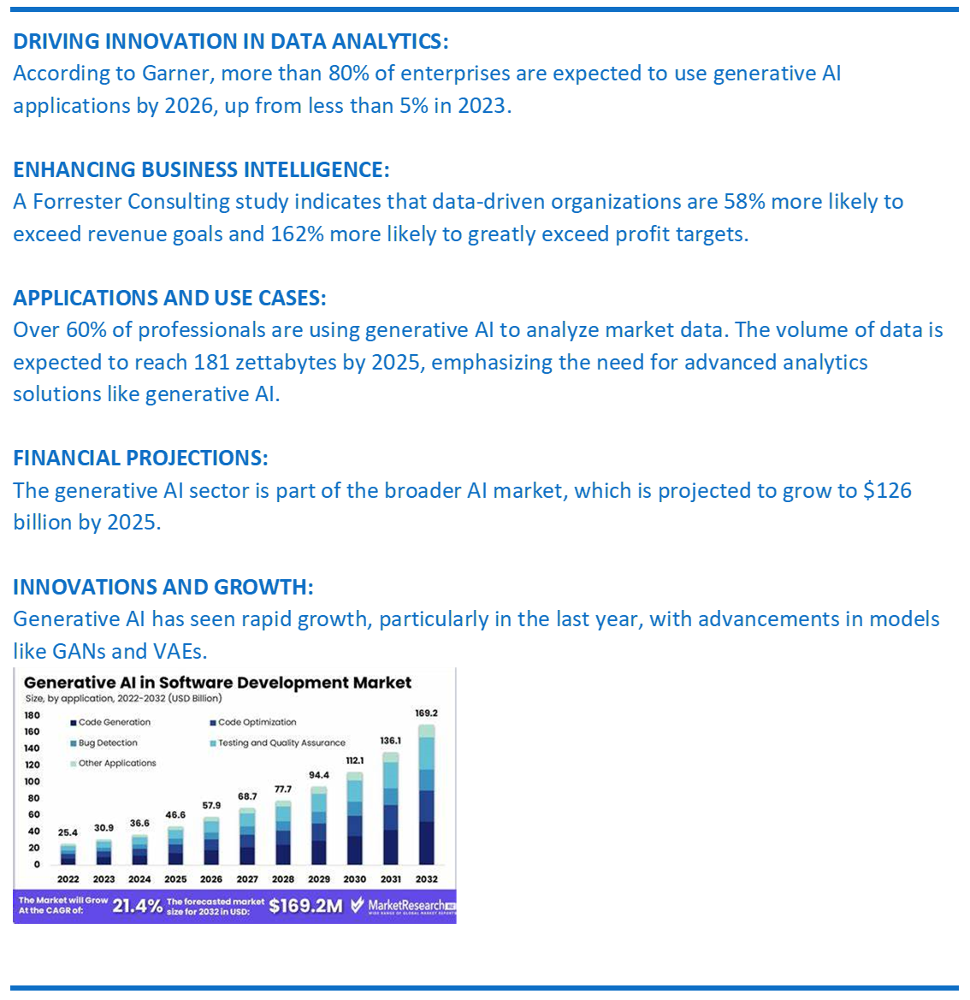 DRIVING INNOVATION IN DATA ANALYTICS:
According to Garner, more than 80% of enterprises are expected to use generative AI
applications by 2026, up from less than 5% in 2023.
ENHANCING BUSINESS INTELLIGENCE:
A Forrester Consulting study indicates that data-driven organizations are 58% more likely to
exceed revenue goals and 162% more likely to greatly exceed profit targets.
APPLICATIONS AND USE CASES:
Over 60% of professionals are using generative AI to analyze market data. The volume of data is
expected to reach 181 zettabytes by 2025, emphasizing the need for advanced analytics
solutions like generative AI.
FINANCIAL PROJECTIONS:
The generative AI sector is part of the broader AI market, which is projected to grow to $126
billion by 2025.
INNOVATIONS AND GROWTH:
Generative AI has seen rapid growth, particularly in the last year, with advancements in models
like GANs and VAEs.
Generative AI in Software Development Market
Size, by application, 2022-2032 (USD Billion)
Code Generation
Code Optimization
Bug Detection
Testing and Quality Assurance
Other Applications
180
160
140
120
100
80
60
40
20
0
25.4
30.9
36.6
46.6
57.9
68.7
77.7
94.4
112.1
136.1
169.2
2022 2023 2024 2025 2026 2027 2028 2029 2030 2031 2032
The Market will Grow
At the CAGR of:
21.4%
The forecasted market
size for 2032 in USD:
$169.2M
MarketResearch
WIDE RANGE OF GLOBAL MARKET REPORTS